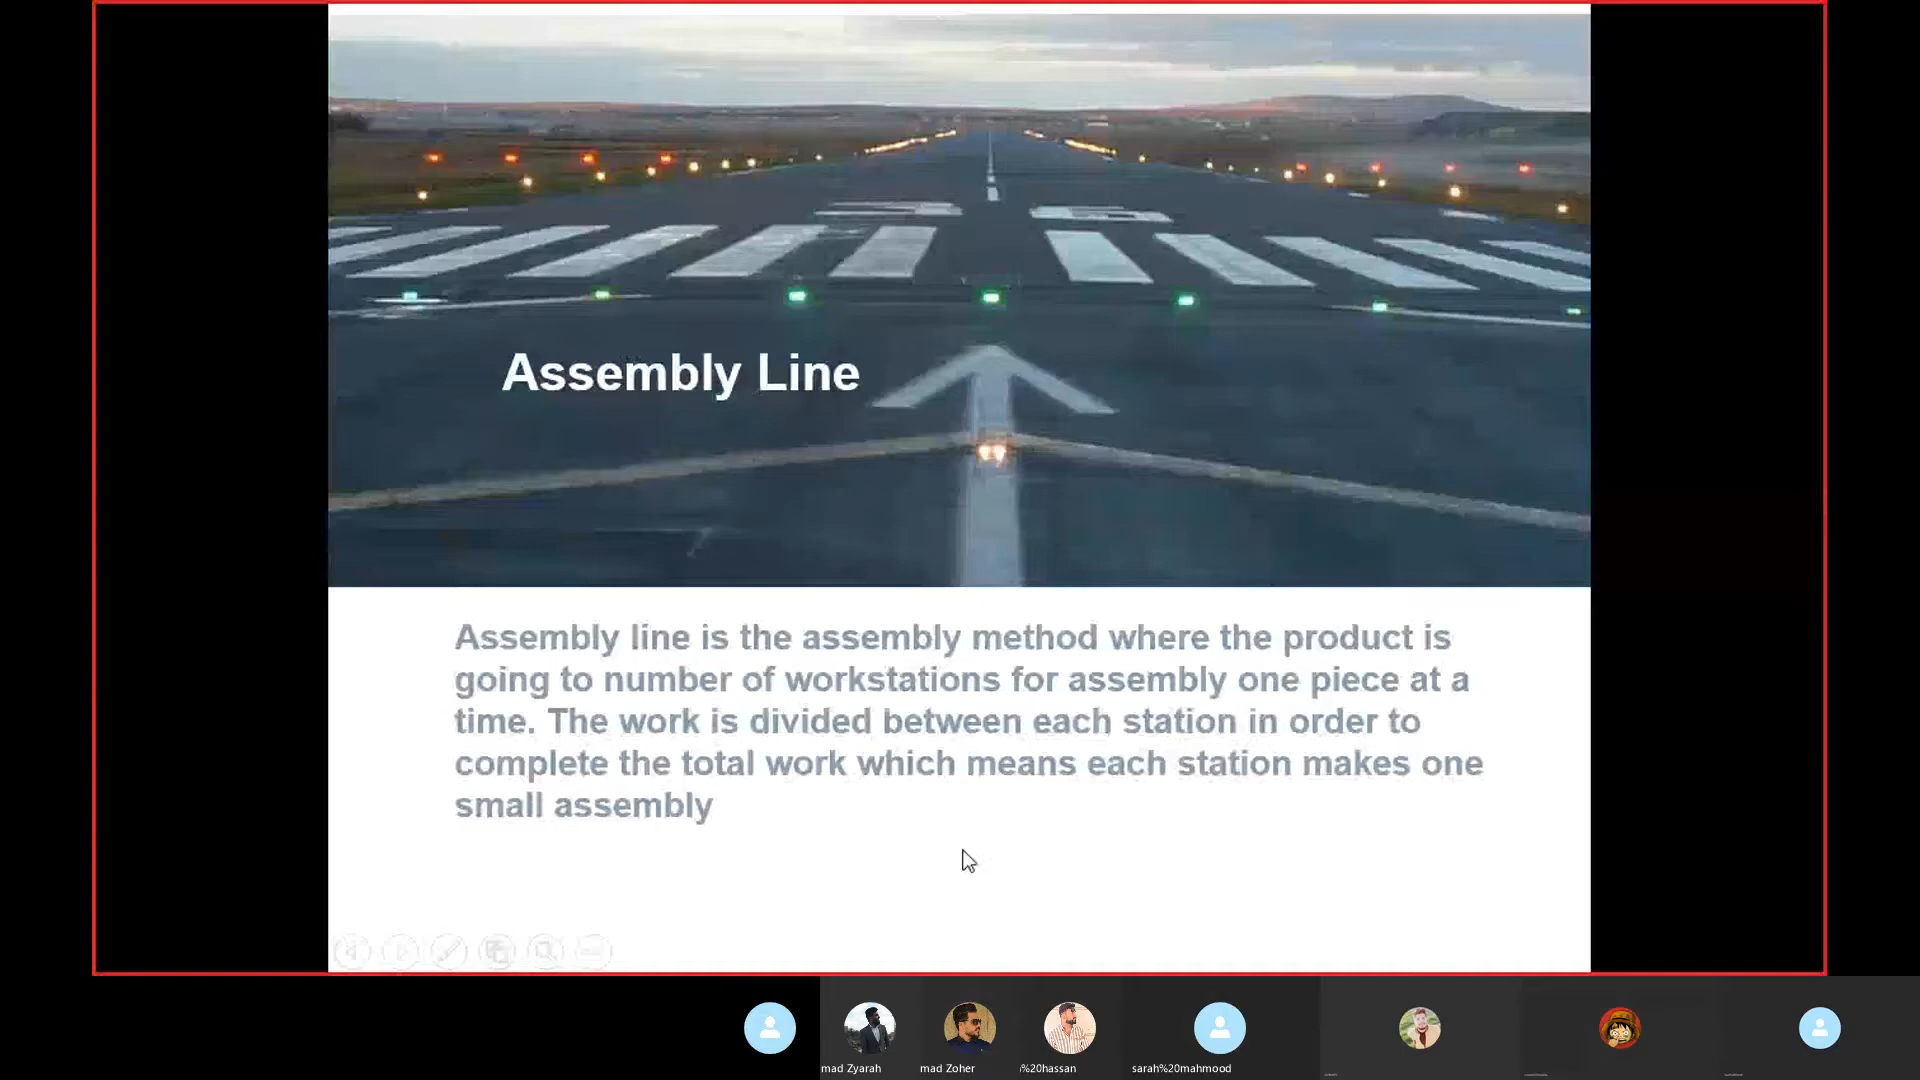 Assembly Line
Assembly line is the assembly method where the product is
going to number of workstations for assembly one piece at a
time. The work is divided between each station in order to
complete the total work which means each station makes one
small assembly
mad Zyarah
mad Zoher
%20hassan
sarah%20mahmood